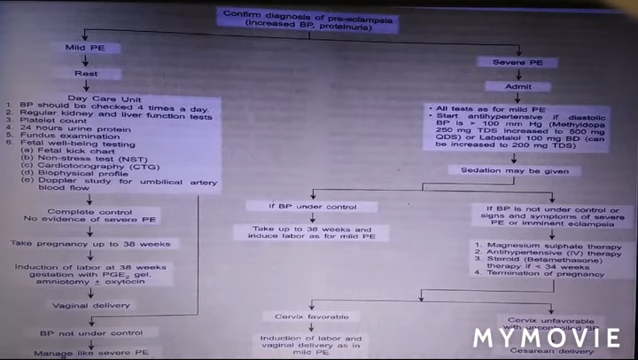 Confirm diagnosis of pre-eclampsia
(Increased BP, proteinuria)
Mild PE
Rest
Day Care Unit
1. BP should be checked 4 times a day.
2. Regular kidney and liver function tests
3. Platelet count
4. 24 hours urine protein
5. Fundus examination
6. Fetal well-being testing
(a) Fetal kick chart
(b) Non-stress test (NST)
(c) Cardiotocography (CTG)
(d) Biophysical profile
(e) Doppler study for umbilical artery
blood flow
Complete control
No evidence of severe PE
Take pregnancy up to 38 weeks
Induction of labor at 38 weeks
gestation with PGE2 gel,
amniotomy ± oxytocin
Vaginal delivery
BP not under control
Manage like severe PE
Severe PE
Admit
• All tests as for mild PE
• Start antihypertensive if diastolic
BP is > 100 mm Hg (Methyldopa
250 mg TDS increased to 500 mg
QDS) or Labetalol 100 mg BD (can
be increased to 200 mg TDS)
Sedation may be given
If BP under control
Take up to 38 weeks and
induce labor as for mild PE
If BP is not under control or
signs and symptoms of severe
PE or imminent eclampsia
1. Magnesium sulphate therapy
2. Antihypertensive (IV) therapy
3. Steroid (Betamethasone)
therapy if < 34 weeks
4. Termination of pregnancy
Cervix favorable
Induction of labor and
vaginal delivery as in
mild PE
Cervix unfavorable
with BP
Cesarean delivery
MYMOVIE